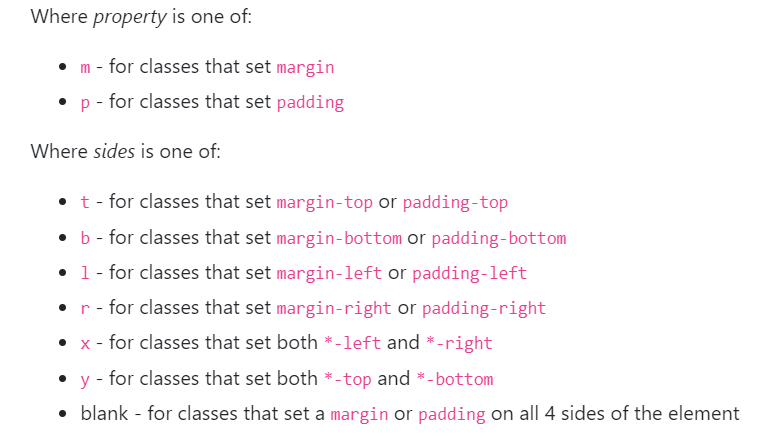 Where property is one of:
• m - for classes that set margin
• p - for classes that set padding
Where sides is one of:
• t - for classes that set margin-top or padding-top
• b - for classes that set margin-bottom or padding-bottom
• l - for classes that set margin-left or padding-left
• r - for classes that set margin-right or padding-right
• x - for classes that set both *-left and *-right
• y - for classes that set both *-top and *-bottom
• blank - for classes that set a margin or padding on all 4 sides of the element